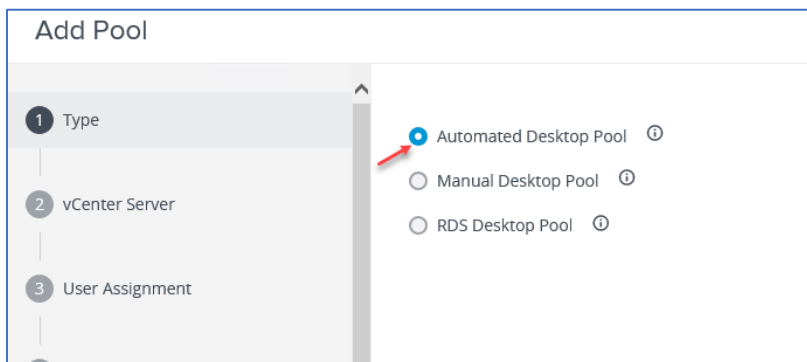 Add Pool
1 Type
Automated Desktop Pool
Manual Desktop Pool
2 vCenter Server
RDS Desktop Pool
3 User Assignment